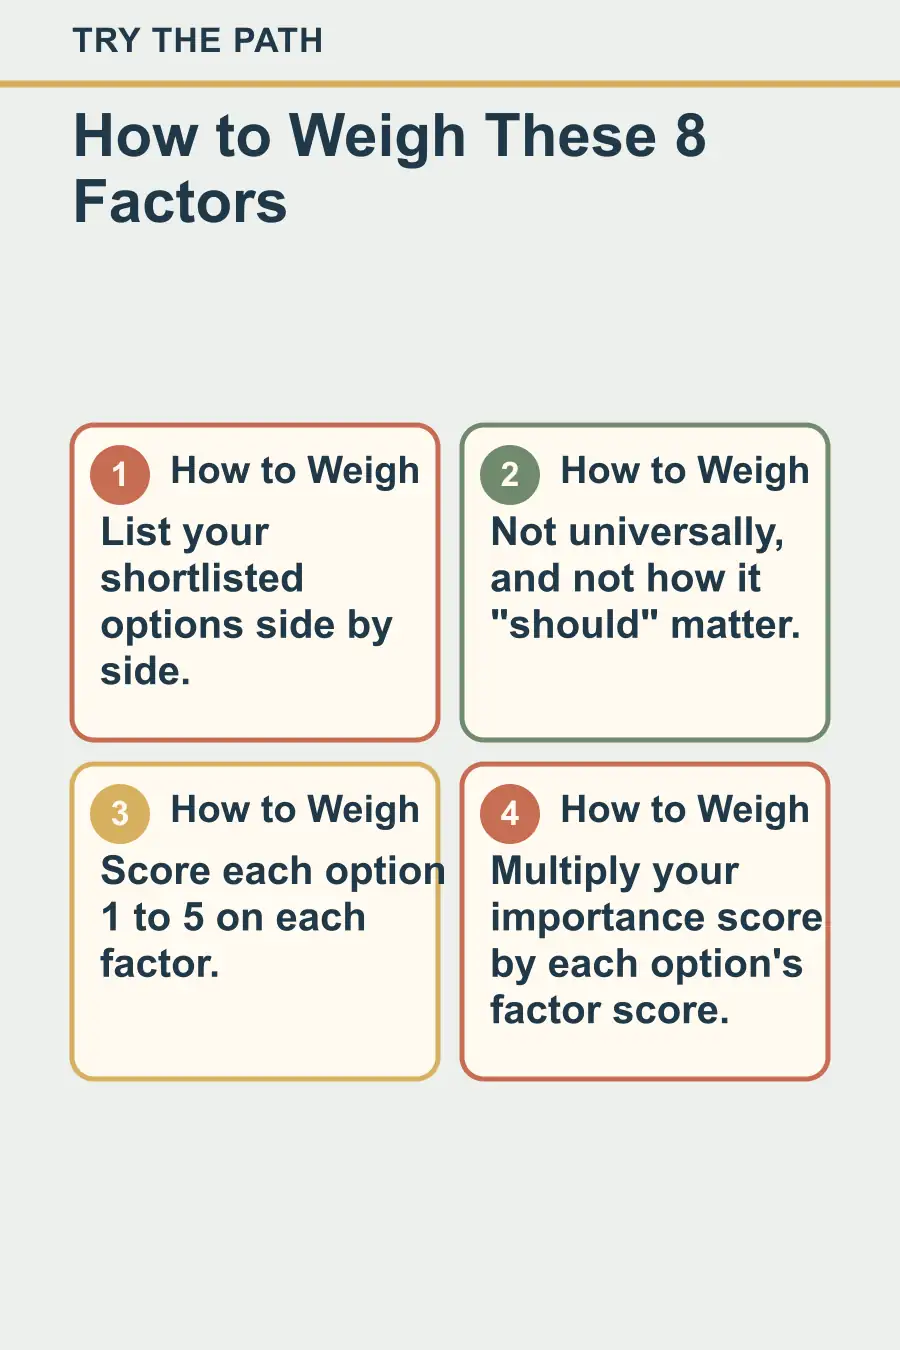 TRY THE PATH
How to Weigh These 8
Factors
1
How to Weigh
List your
shortlisted
options side by
side.
2
How to Weigh
Not universally,
and not how it
"should" matter.
3
How to Weigh
Score each option
1 to 5 on each
factor.
4
How to Weigh
Multiply your
importance score
by each option's
factor score.